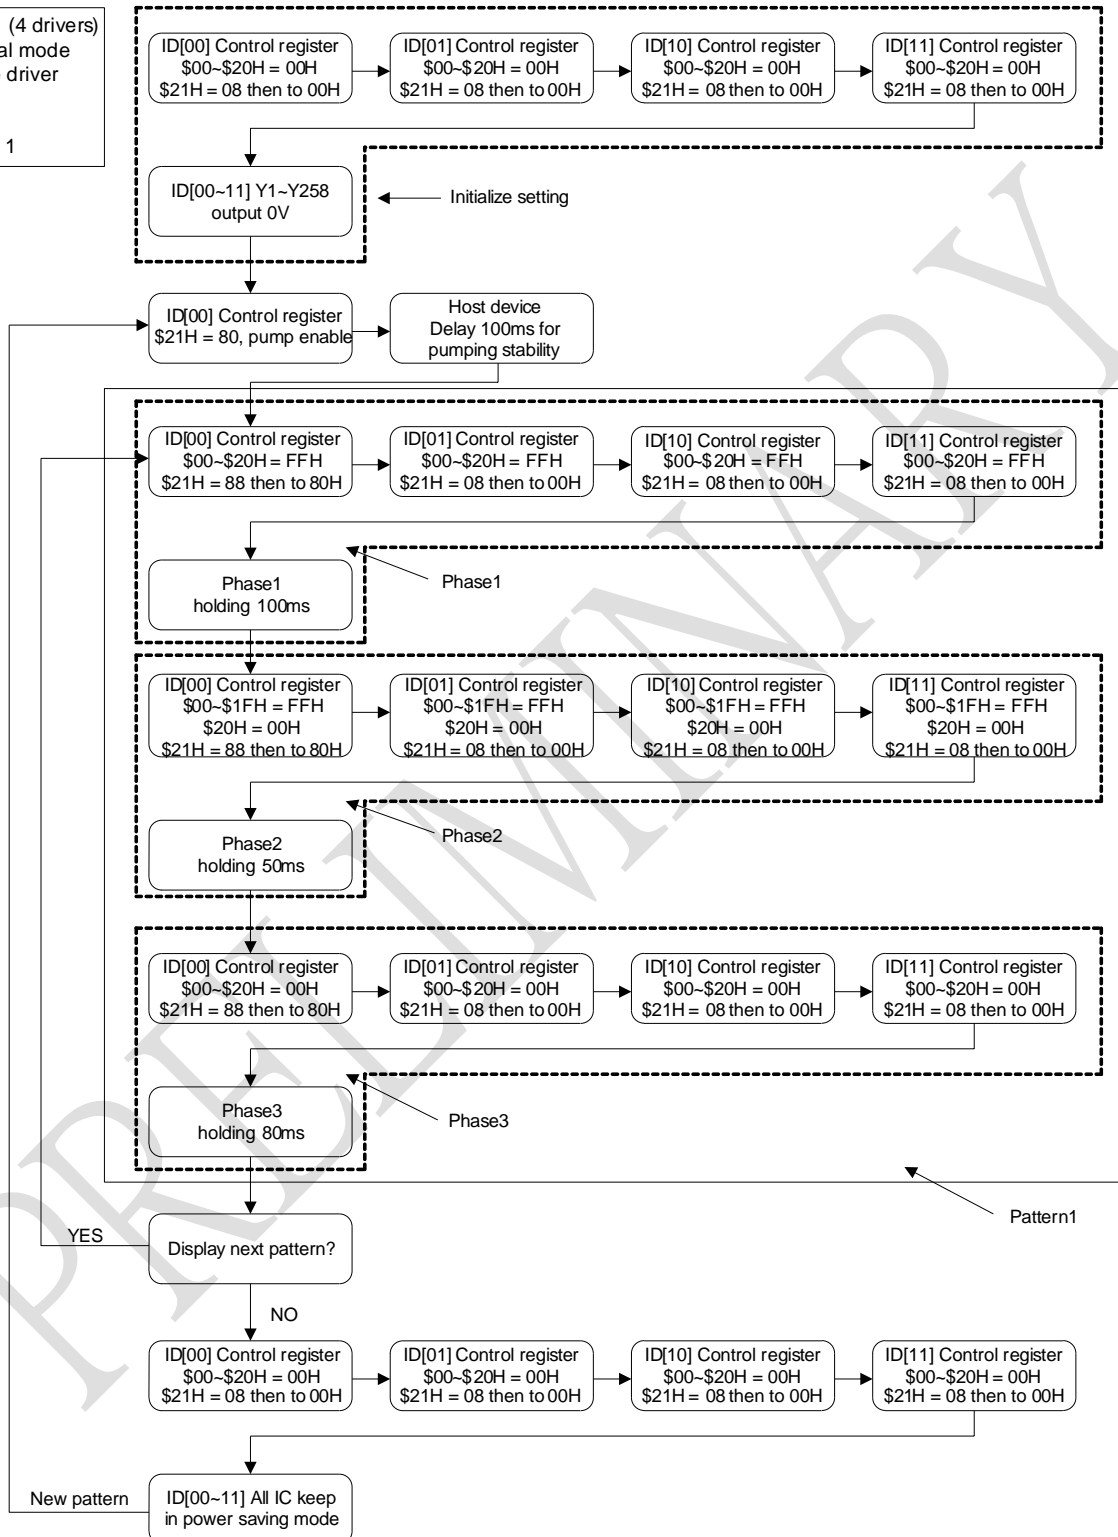 (4 drivers)
al mode
driver
1
ID[00] Control register
$00~$20H = 00H
$21H = 08 then to 00H
ID[01] Control register
$00~$20H = 00H
$21H = 08 then to 00H
ID[10] Control register
$00~$20H = 00H
$21H = 08 then to 00H
ID[11] Control register
$00~$20H = 00H
$21H = 08 then to 00H
ID[00~11] Y1~Y258
output 0V
Initialize setting
ID[00] Control register
$21H = 80, pump enable
Host device
Delay 100ms for
pumping stability
ID[00] Control register
$00~$20H = FFH
$21H = 88 then to 80H
ID[01] Control register
$00~$20H = FFH
$21H = 08 then to 00H
ID[10] Control register
$00~$20H = FFH
$21H = 08 then to 00H
ID[11] Control register
$00~$20H = FFH
$21H = 08 then to 00H
Phase1
holding 100ms
Phase1
ID[00] Control register
$00~$1FH = FFH
$20H = 00H
$21H = 88 then to 80H
ID[01] Control register
$00~$1FH = FFH
$20H = 00H
$21H = 08 then to 00H
ID[10] Control register
$00~$1FH = FFH
$20H = 00H
$21H = 08 then to 00H
ID[11] Control register
$00~$1FH = FFH
$20H = 00H
$21H = 08 then to 00H
Phase2
holding 50ms
Phase2
ID[00] Control register
$00~$20H = 00H
$21H = 88 then to 80H
ID[01] Control register
$00~$20H = 00H
$21H = 08 then to 00H
ID[10] Control register
$00~$20H = 00H
$21H = 08 then to 00H
ID[11] Control register
$00~$20H = 00H
$21H = 08 then to 00H
Phase3
holding 80ms
Phase3
Pattern1
YES
Display next pattern?
NO
ID[00] Control register
$00~$20H = 00H
$21H = 08 then to 00H
ID[01] Control register
$00~$20H = 00H
$21H = 08 then to 00H
ID[10] Control register
$00~$20H = 00H
$21H = 08 then to 00H
ID[11] Control register
$00~$20H = 00H
$21H = 08 then to 00H
New pattern
ID[00~11] All IC keep
in power saving mode
PRELIMINARY